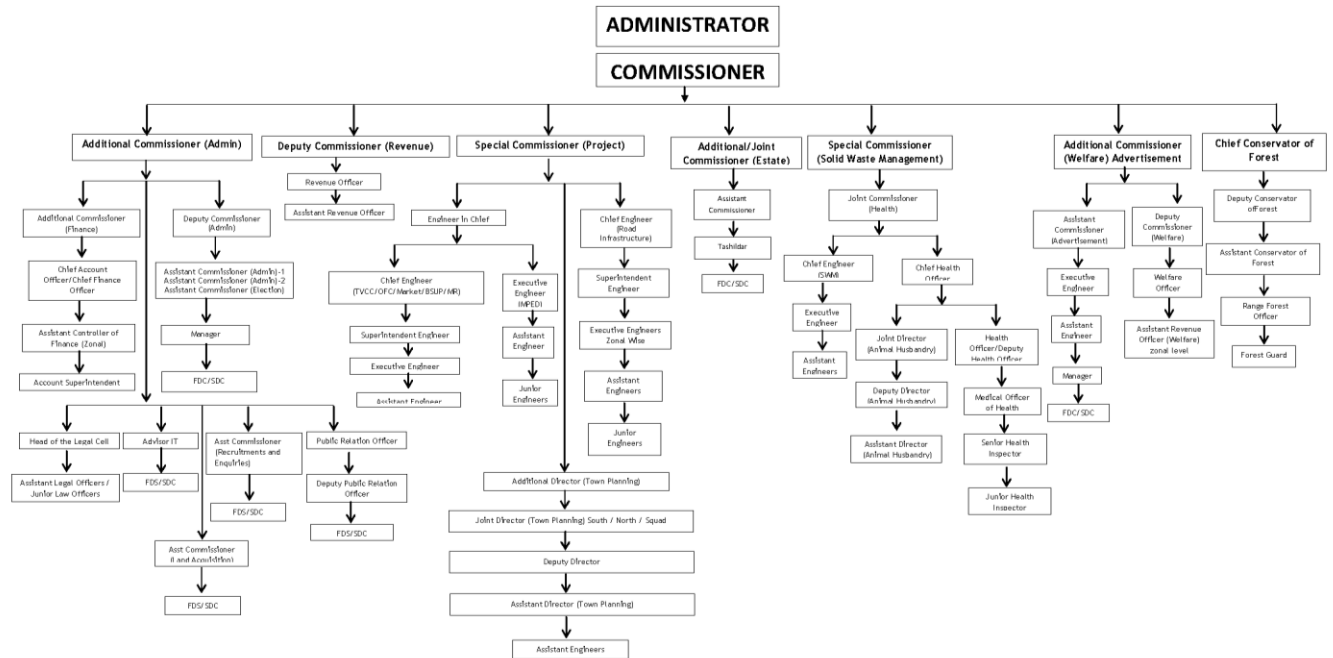 ADMINISTRATOR
COMMISSIONER
Additional Commissioner (Admin)
Deputy Commissioner (Revenue)
Special Commissioner (Project)
Additional/Joint
Commissioner (Estate)
Special Commissioner
(Solid Waste Management)
Additional Commissioner
(Welfare) Advertisement
Chief Conservator of
Forest
Additional Commissioner
(Finance)
Chief Account
Officer/Chief Finance
Officer
Assistant Controller of
Finance (Zonal)
Account Superintendent
Deputy Commissioner
(Admin)
Assistant Commissioner (Admin)-1
Assistant Commissioner (Admin)-2
Assistant Commissioner (Election)
Manager
FDC/SDC
Head of the Legal Cell
Assistant Legal Officers /
Junior Law Officers
Advisor IT
FDS/SDC
Asst Commissioner
(Recruitments and
Enquiries)
FDS/SDC
Public Relation Officer
Deputy Public Relation
Officer
FDS/SDC
Asst Commissioner
(Land Acquisition)
FDS/SDC
Revenue Officer
Assistant Revenue Officer
Engineer in Chief
Chief Engineer
(TVCC/OFC/Market/BSUP/MR)
Superintendent Engineer
Executive Engineer
Assistant Engineer
Executive
Engineer
(MPED)
Assistant
Engineer
Junior
Engineers
Chief Engineer
(Road
Infrastructure)
Superintendent
Engineer
Executive Engineers
Zonal Wise
Assistant
Engineers
Junior
Engineers
Additional Director (Town Planning)
Joint Director (Town Planning) South / North / Squad
Deputy Director
Assistant Director (Town Planning)
Assistant Engineers
Assistant
Commissioner
Tashildar
FDC/SDC
Joint Commissioner
(Health)
Chief Engineer
(SWM)
Executive
Engineer
Assistant
Engineers
Chief Health
Officer
Joint Director
(Animal Husbandry)
Deputy Director
(Animal Husbandry)
Assistant Director
(Animal Husbandry)
Health
Officer/Deputy
Health Officer
Medical Officer
of Health
Senior Health
Inspector
Junior Health
Inspector
Assistant
Commissioner
(Advertisement)
Executive
Engineer
Assistant
Engineer
Manager
FDC/SDC
Deputy
Commissioner
(Welfare)
Welfare
Officer
Assistant Revenue
Officer (Welfare)
zonal level
Deputy Conservator
ofForest
Assistant Conservator of
Forest
Range Forest
Officer
Forest Guard